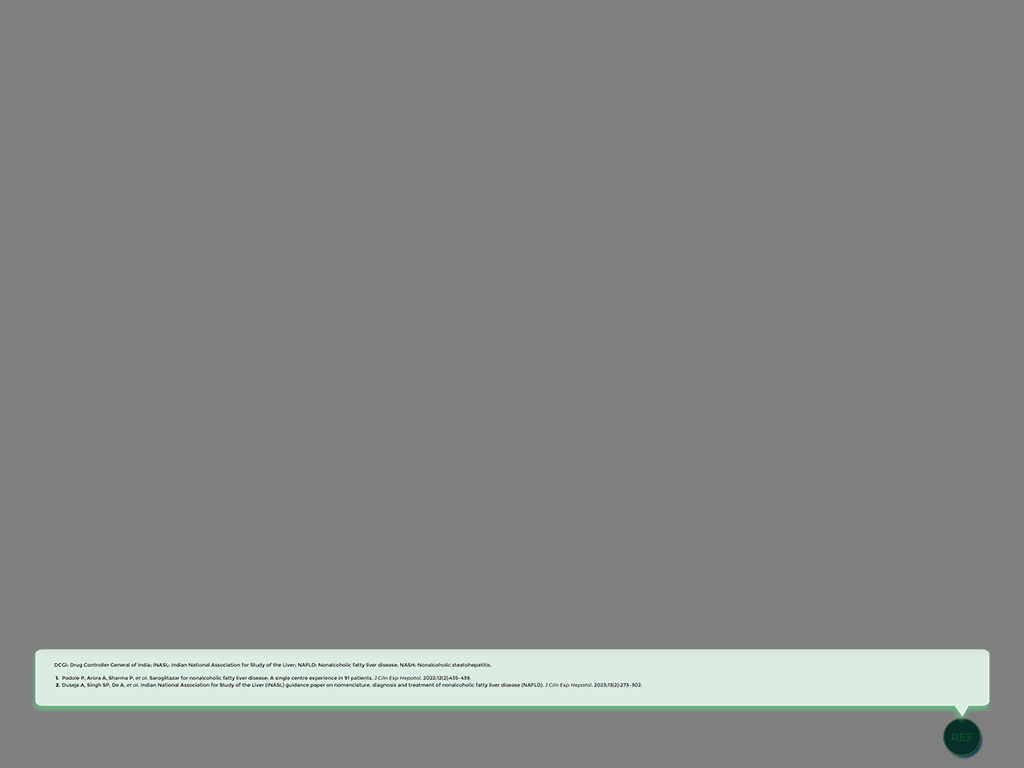 DCGI: Drug Controller General of India; INASL: Indian National Association for Study of the Liver; NAFLD: Nonalcoholic fatty liver disease; NASH: Nonalcoholic steatohepatitis.
1. Padole P, Arora A, Sharma P, et al. Saroglitazar for nonalcoholic fatty liver disease: A single centre experience in 91 patients. J Clin Exp Hepatol. 2022;12(2):435–439.
2. Duseja A, Singh SP, De A, et al. Indian National Association for Study of the Liver (INASL) guidance paper on nomenclature, diagnosis and treatment of nonalcoholic fatty liver disease (NAFLD). J Clin Exp Hepatol. 2023;13(2):273–302.
REF